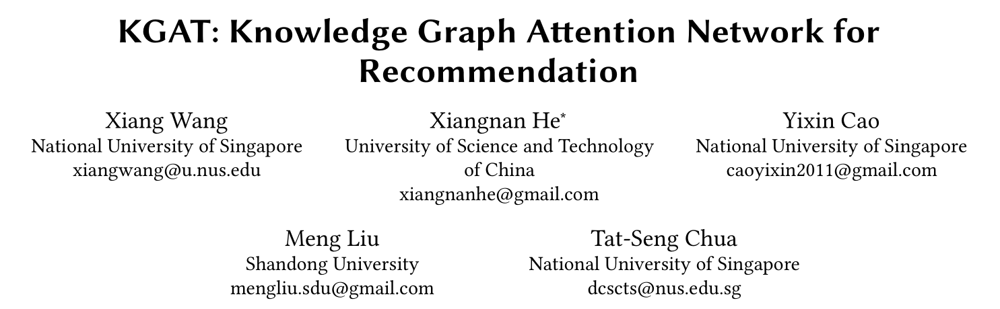 KGAT: Knowledge Graph Attention Network for
Recommendation
Xiang Wang
National University of Singapore
xiangwang@u.nus.edu
Xiangnan He*
University of Science and Technology
of China
xiangnanhe@gmail.com
Yixin Cao
National University of Singapore
caoyixin2011@gmail.com
Meng Liu
Shandong University
mengliu.sdu@gmail.com
Tat-Seng Chua
National University of Singapore
dcscts@nus.edu.sg